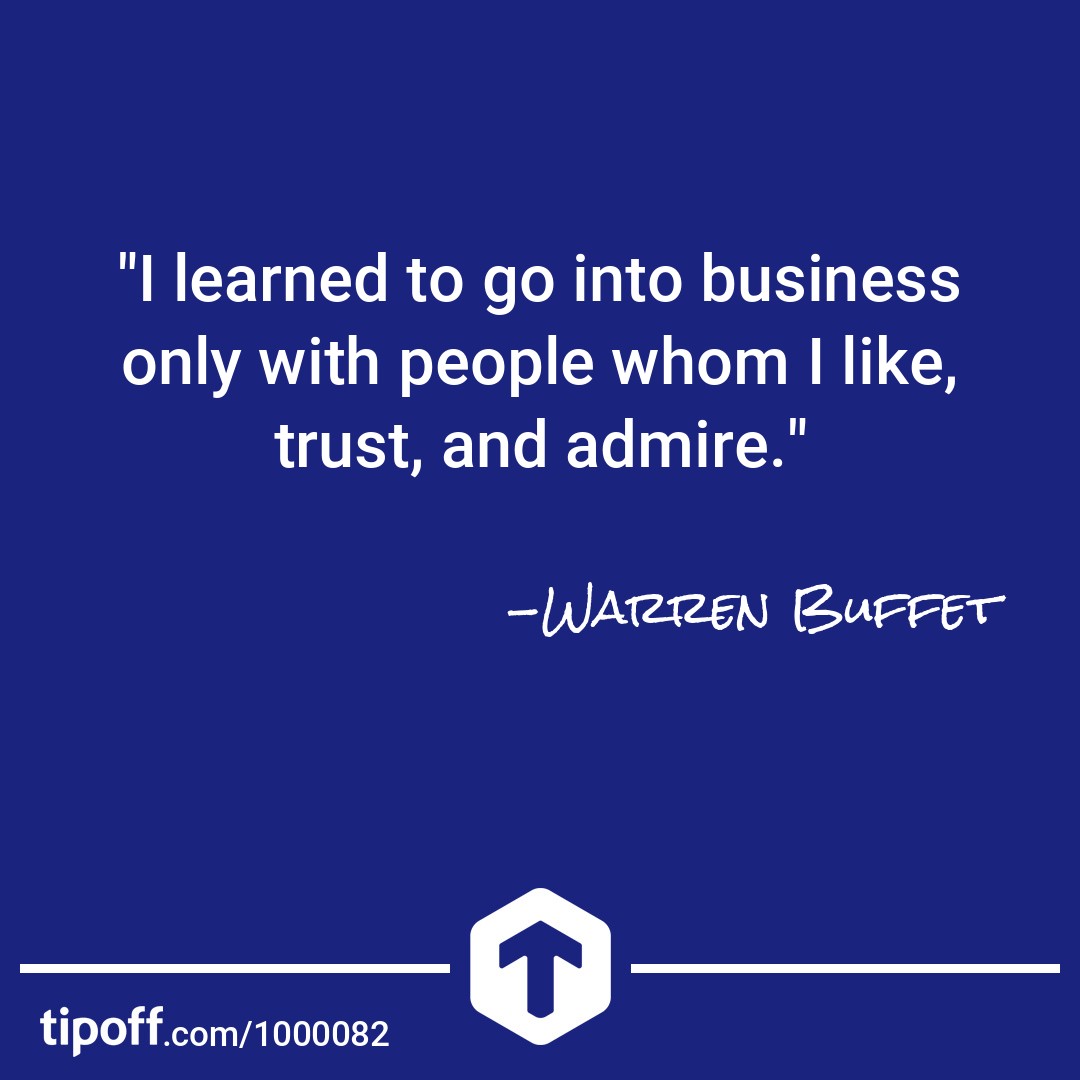 "I learned to go into business
only with people whom I like,
trust, and admire."
-Warren Buffet
tipoff.com/1000082